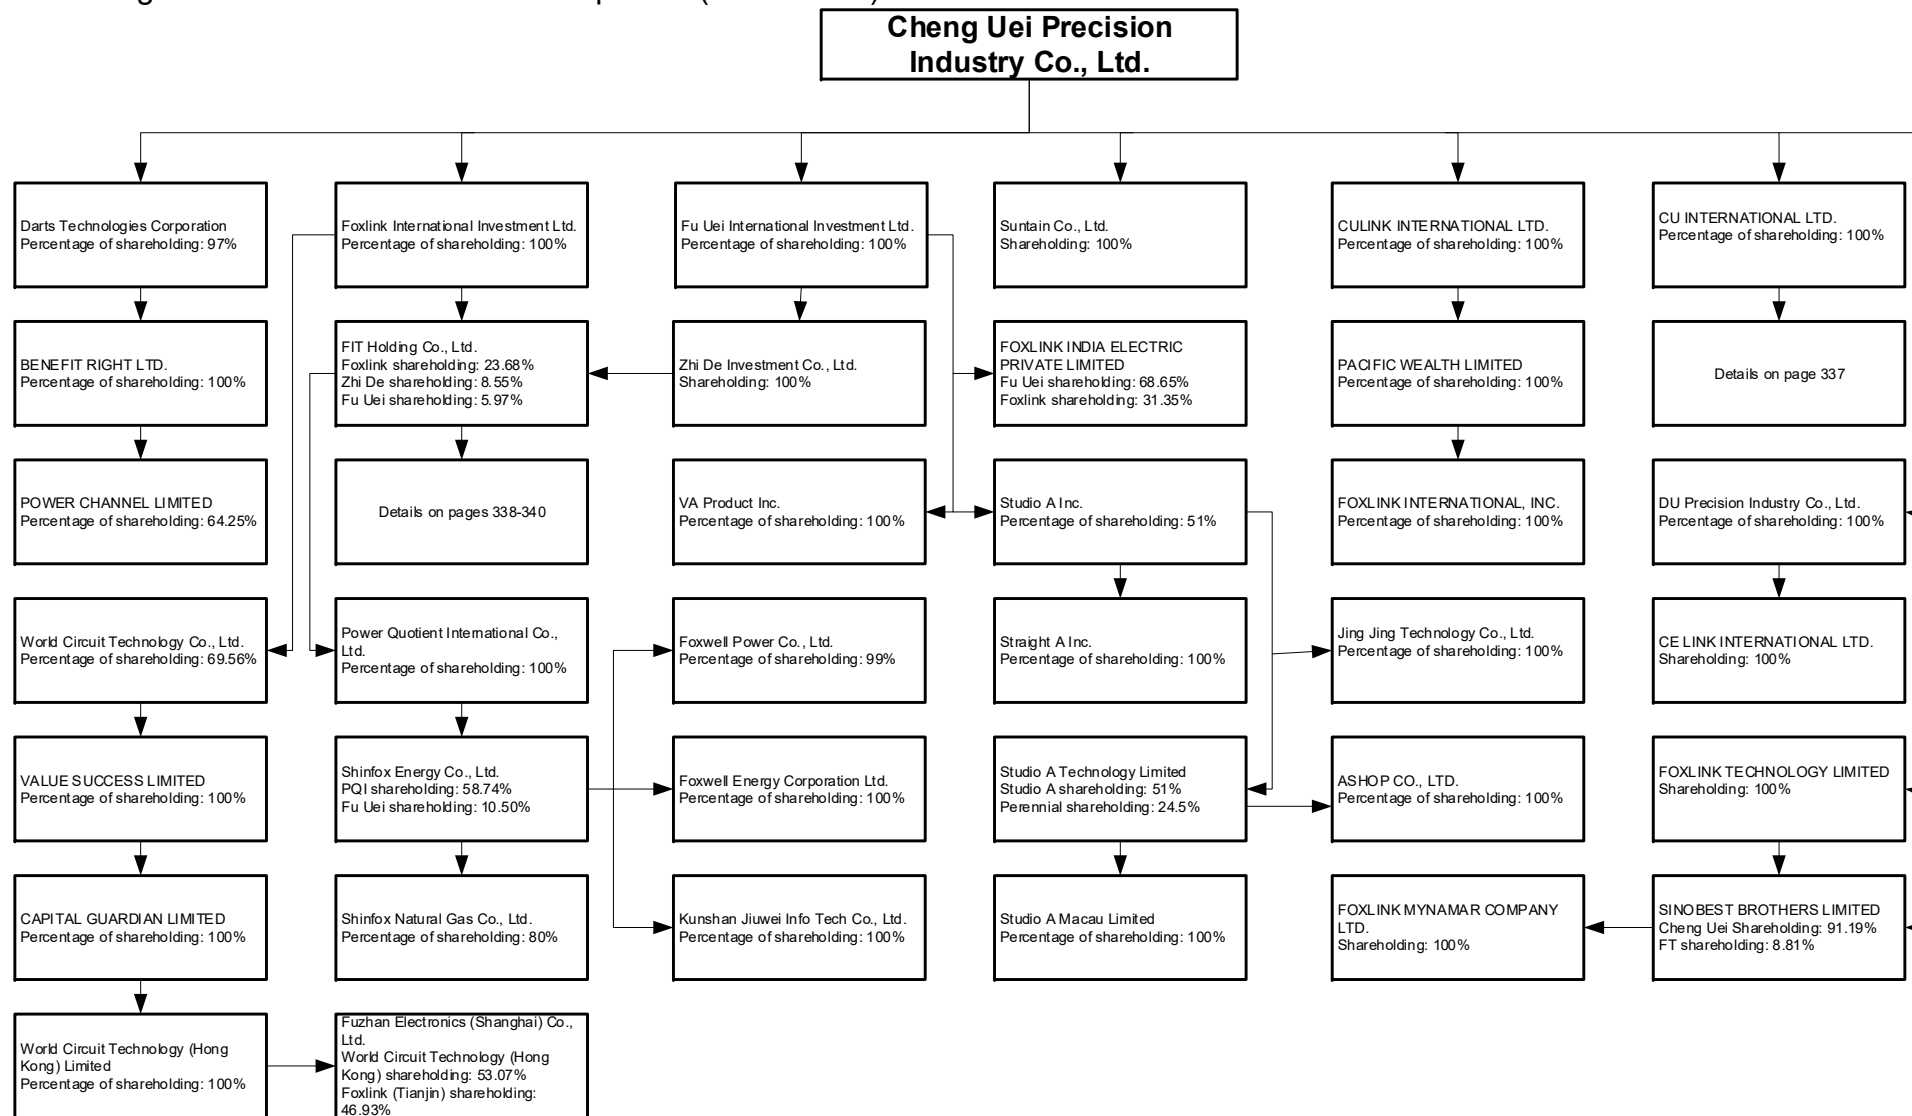 Cheng Uei Precision
Industry Co., Ltd.
Darts Technologies Corporation
Percentage of shareholding: 97%
Foxlink International Investment Ltd.
Percentage of shareholding: 100%
Fu Uei International Investment Ltd.
Percentage of shareholding: 100%
Suntain Co., Ltd.
Shareholding: 100%
CULINK INTERNATIONAL LTD.
Percentage of shareholding: 100%
CU INTERNATIONAL LTD.
Percentage of shareholding: 100%
BENEFIT RIGHT LTD.
Percentage of shareholding: 100%
FIT Holding Co., Ltd.
Foxlink shareholding: 23.68%
Zhi De shareholding: 8.55%
Fu Uei shareholding: 5.97%
Zhi De Investment Co., Ltd.
Shareholding: 100%
FOXLINK INDIA ELECTRIC
PRIVATE LIMITED
Fu Uei shareholding: 68.65%
Foxlink shareholding: 31.35%
PACIFIC WEALTH LIMITED
Percentage of shareholding: 100%
Details on page 337
POWER CHANNEL LIMITED
Percentage of shareholding: 64.25%
Details on pages 338-340
VA Product Inc.
Percentage of shareholding: 100%
Studio A Inc.
Percentage of shareholding: 51%
FOXLINK INTERNATIONAL, INC.
Percentage of shareholding: 100%
DU Precision Industry Co., Ltd.
Percentage of shareholding: 100%
World Circuit Technology Co., Ltd.
Percentage of shareholding: 69.56%
Power Quotient International Co.,
Ltd.
Percentage of shareholding: 100%
Foxwell Power Co., Ltd.
Percentage of shareholding: 99%
Straight A Inc.
Percentage of shareholding: 100%
Jing Jing Technology Co., Ltd.
Percentage of shareholding: 100%
CE LINK INTERNATIONAL LTD.
Shareholding: 100%
VALUE SUCCESS LIMITED
Percentage of shareholding: 100%
Shinfox Energy Co., Ltd.
PQI shareholding: 58.74%
Fu Uei shareholding: 10.50%
Foxwell Energy Corporation Ltd.
Percentage of shareholding: 100%
Studio A Technology Limited
Studio A shareholding: 51%
Perennial shareholding: 24.5%
ASHOP CO., LTD.
Percentage of shareholding: 100%
FOXLINK TECHNOLOGY LIMITED
Shareholding: 100%
CAPITAL GUARDIAN LIMITED
Percentage of shareholding: 100%
Shinfox Natural Gas Co., Ltd.
Percentage of shareholding: 80%
Kunshan Jiuwei Info Tech Co., Ltd.
Percentage of shareholding: 100%
Studio A Macau Limited
Percentage of shareholding: 100%
FOXLINK MYNAMAR COMPANY
LTD.
Shareholding: 100%
SINOBEST BROTHERS LIMITED
Cheng Uei Shareholding: 91.19%
FT shareholding: 8.81%
World Circuit Technology (Hong
Kong) Limited
Percentage of shareholding: 100%
Fuzhan Electronics (Shanghai) Co.,
Ltd.
World Circuit Technology (Hong
Kong) shareholding: 53.07%
Foxlink (Tianjin) shareholding:
46.93%